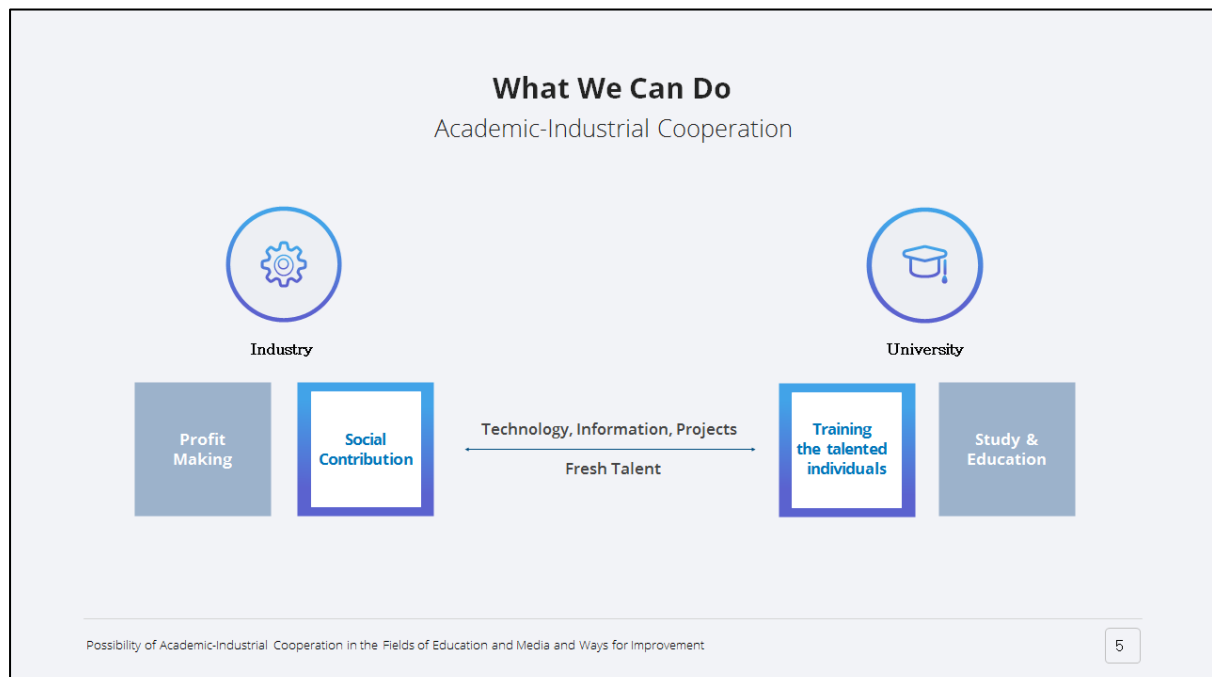 What We Can Do
Academic-Industrial Cooperation
Industry
University
Profit
Making
Social
Contribution
Technology, Information, Projects
Fresh Talent
Training
the talented
individuals
Study &
Education
Possibility of Academic-Industrial Cooperation in the Fields of Education and Media and Ways for Improvement
5